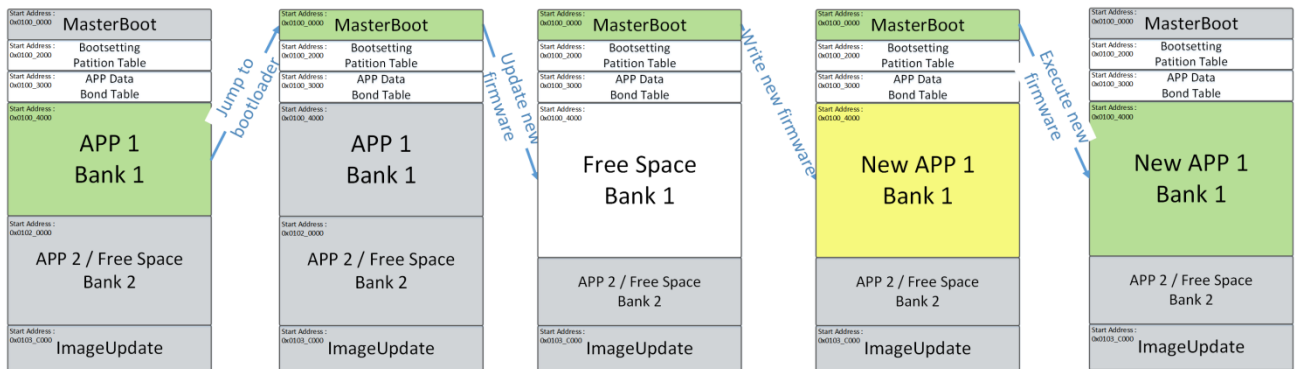 Start Address :
0x0100_0000
MasterBoot
Start Address :
0x0100_2000
Bootsetting
Patition Table
Start Address :
0x0100_3000
APP Data
Bond Table
Start Address :
0x0100_4000
APP 1
Bank 1
Start Address :
0x0102_0000
APP 2 / Free Space
Bank 2
Start Address :
0x0103_C000
ImageUpdate
Jump to
bootloader
Start Address :
0x0100_0000
MasterBoot
Start Address :
0x0100_2000
Bootsetting
Patition Table
Start Address :
0x0100_3000
APP Data
Bond Table
Start Address :
0x0100_4000
APP 1
Bank 1
Start Address :
0x0102_0000
APP 2 / Free Space
Bank 2
Start Address :
0x0103_C000
ImageUpdate
Update new
firmware
Start Address :
0x0100_0000
MasterBoot
Start Address :
0x0100_2000
Bootsetting
Patition Table
Start Address :
0x0100_3000
APP Data
Bond Table
Start Address :
0x0100_4000
Free Space
Bank 1
APP 2 / Free Space
Bank 2
Start Address :
0x0103_C000
ImageUpdate
Write new firmware
Start Address :
0x0100_0000
MasterBoot
Start Address :
0x0100_2000
Bootsetting
Patition Table
Start Address :
0x0100_3000
APP Data
Bond Table
Start Address :
0x0100_4000
New APP 1
Bank 1
APP 2 / Free Space
Bank 2
Start Address :
0x0103_C000
ImageUpdate
Execute new
firmware
Start Address :
0x0100_0000
MasterBoot
Start Address :
0x0100_2000
Bootsetting
Patition Table
Start Address :
0x0100_3000
APP Data
Bond Table
Start Address :
0x0100_4000
New APP 1
Bank 1
APP 2 / Free Space
Bank 2
Start Address :
0x0103_C000
ImageUpdate